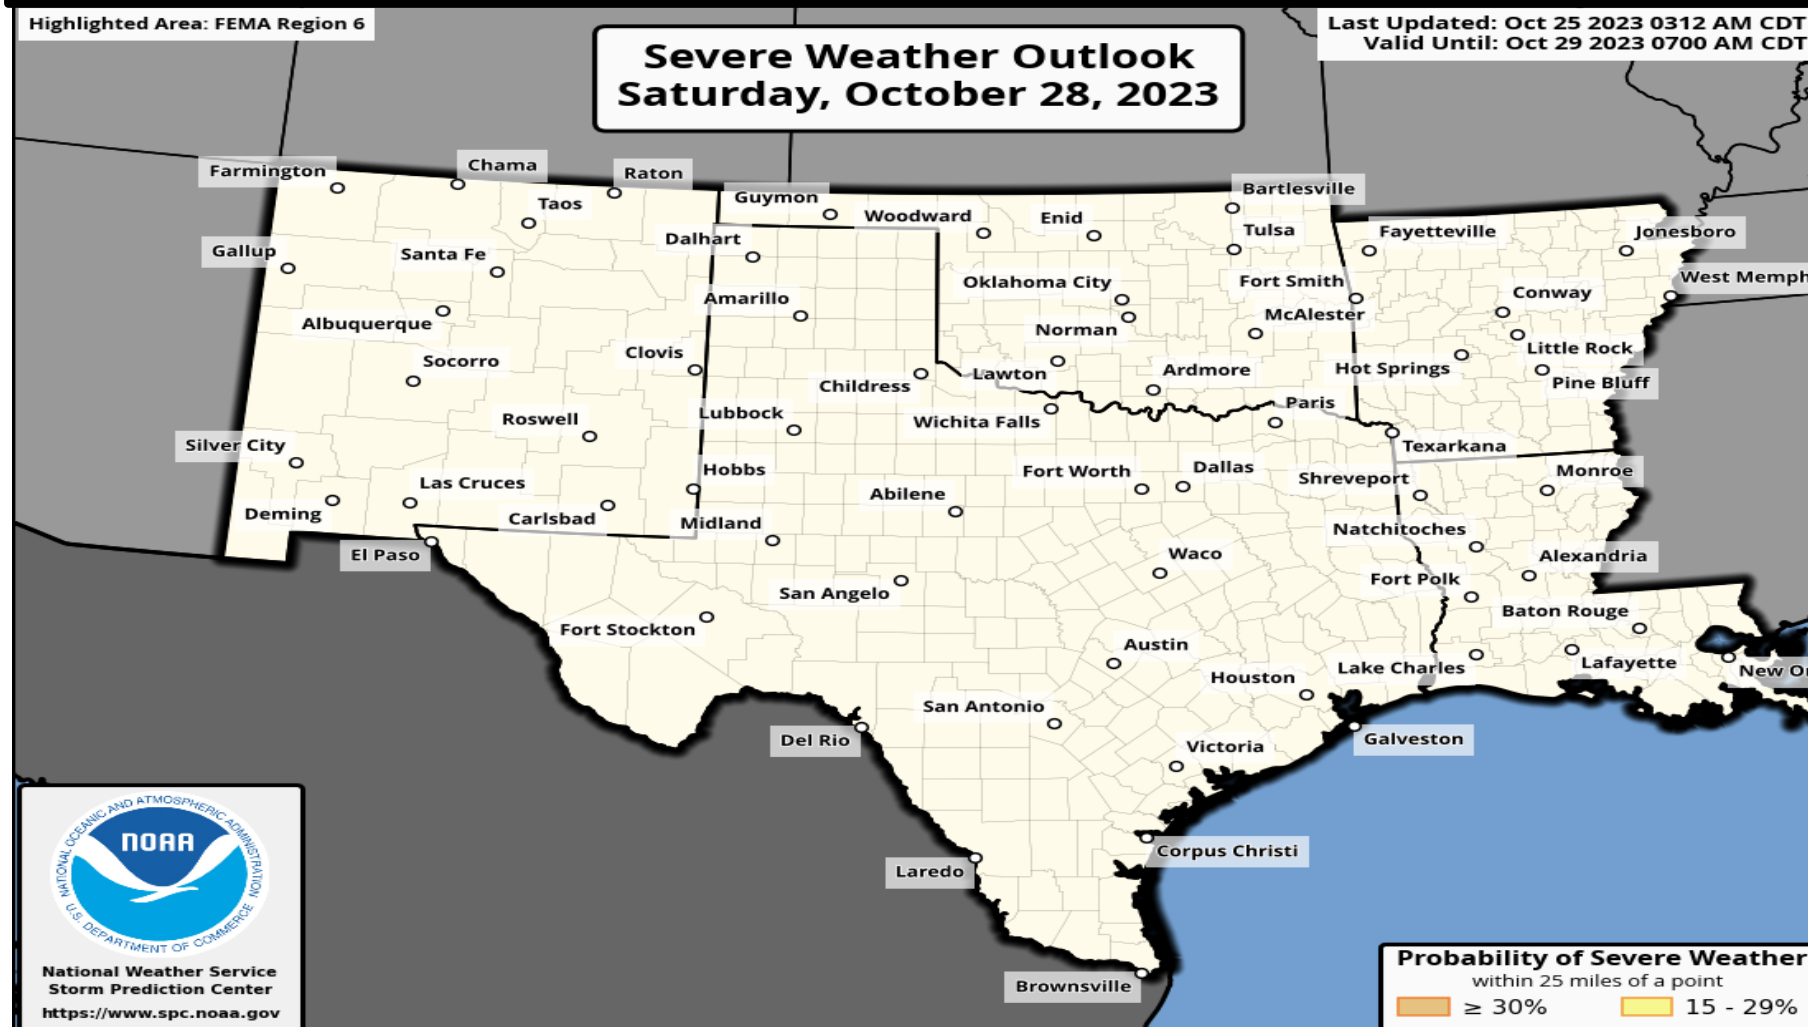 Highlighted Area: FEMA Region 6
Severe Weather Outlook
Saturday, October 28, 2023
Last Updated: Oct 25 2023 0312 AM CDT
Valid Until: Oct 29 2023 0700 AM CDT
Farmington
Chama
Raton
Taos
Guymon
Woodward
Enid
Bartlesville
Tulsa
Fayetteville
Jonesboro
Gallup
Santa Fe
Dalhart
Oklahoma City
Fort Smith
Conway
West Memph
Albuquerque
Amarillo
Norman
McAlester
Little Rock
Socorro
Clovis
Childress
Lawton
Ardmore
Hot Springs
Pine Bluff
Roswell
Lubbock
Wichita Falls
Paris
Texarkana
Silver City
Las Cruces
Hobbs
Abilene
Fort Worth
Dallas
Shreveport
Monroe
Deming
Carlsbad
Midland
Natchitoches
El Paso
San Angelo
Waco
Fort Polk
Alexandria
Fort Stockton
Austin
Baton Rouge
Houston
Lake Charles
Lafayette
New Or
Del Rio
San Antonio
Victoria
Galveston
Laredo
Corpus Christi
Brownsville
NATIONAL OCEANIC AND ATMOSPHERIC ADMINISTRATION
NOAA
U.S. DEPARTMENT OF COMMERCE
National Weather Service
Storm Prediction Center
https://www.spc.noaa.gov
Probability of Severe Weather
within 25 miles of a point
≥ 30%
15 - 29%